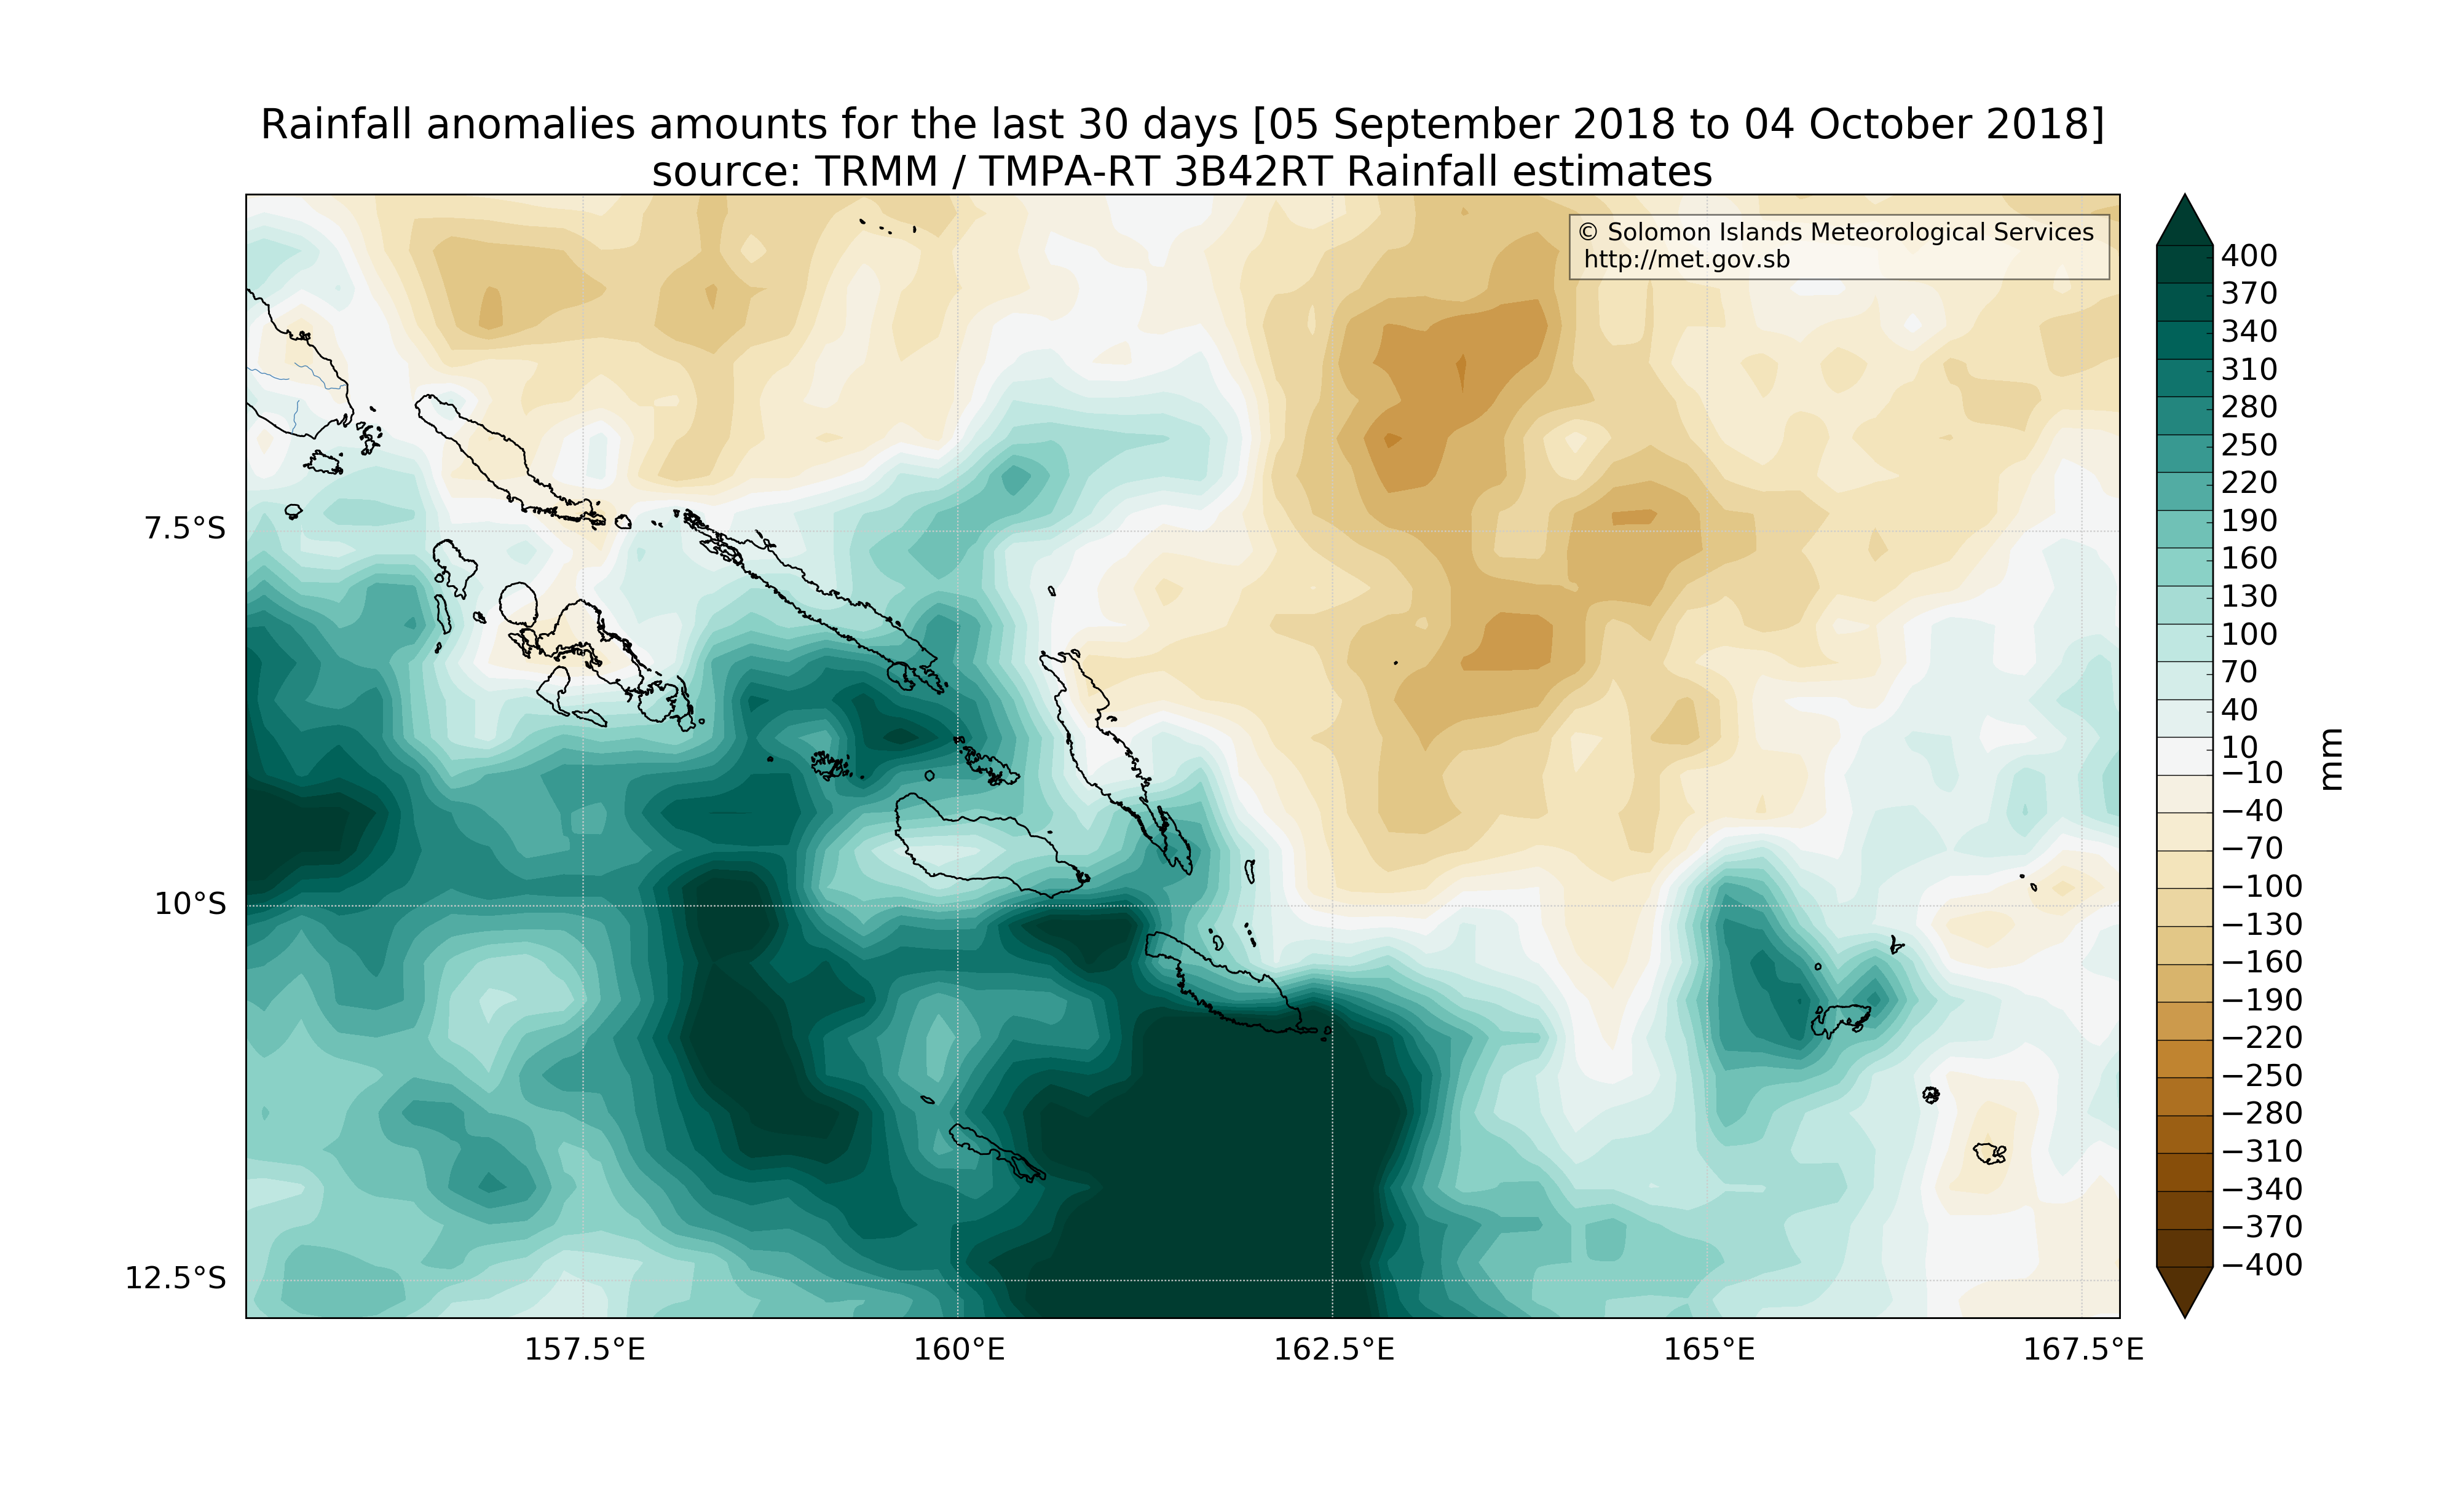 Rainfall anomalies amounts for the last 30 days [05 September 2018 to 04 October 2018]
source: TRMM / TMPA-RT 3B42RT Rainfall estimates
© Solomon Islands Meteorological Services
http://met.gov.sb
7.5°S
10°S
12.5°S
157.5°E
160°E
162.5°E
165°E
167.5°E
400
370
340
310
280
250
220
190
160
130
100
70
40
10
−10
−40
−70
−100
−130
−160
−190
−220
−250
−280
−310
−340
−370
−400
mm